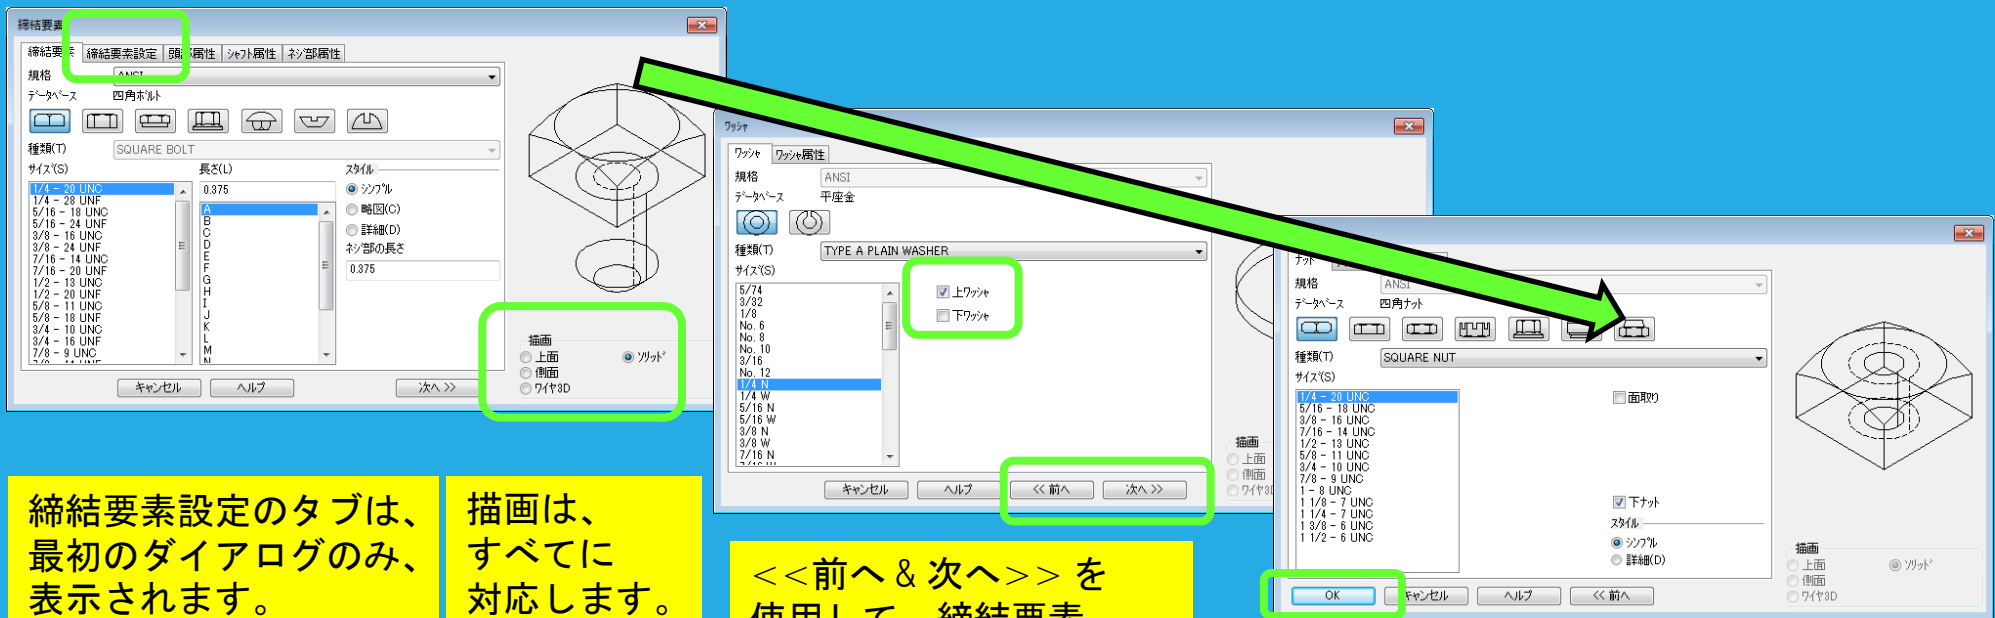 締結要素
締結要素 締結要素設定 頭部属性 シャフト属性 ネジ部属性
規格 ANSI
データベース 四角ボルト
種類(T) SQUARE BOLT
サイズ(S) 長さ(L) スタイル
1/4 - 20 UNC
1/4 - 28 UNF
5/16 - 18 UNC
5/16 - 24 UNF
3/8 - 16 UNC
3/8 - 24 UNF
7/16 - 14 UNC
7/16 - 20 UNF
1/2 - 13 UNC
1/2 - 20 UNF
5/8 - 11 UNC
5/8 - 18 UNF
3/4 - 10 UNC
3/4 - 16 UNF
7/8 - 9 UNC
0.375
A
B
C
D
E
F
G
H
I
J
K
L
M
N
シンプル
略図(C)
詳細(D)
ネジ部の長さ
0.375
描画
上面 ソリッド
側面
ワイヤ3D
キャンセル ヘルプ 次へ >>
ワッシャ
ワッシャ ワッシャ属性
規格 ANSI
データベース 平座金
種類(T) TYPE A PLAIN WASHER
サイズ(S)
5/74
3/32
1/8
No. 6
No. 8
No. 10
3/16
No. 12
1/4 N
1/4 W
5/16 N
5/16 W
3/8 N
3/8 W
7/16 N
上ワッシャ
下ワッシャ
描画
上面
側面
ワイヤ3D
キャンセル ヘルプ << 前へ 次へ >>
ナット
規格 ANSI
データベース 四角ナット
種類(T) SQUARE NUT
サイズ(S)
1/4 - 20 UNC
5/16 - 18 UNC
3/8 - 16 UNC
7/16 - 14 UNC
1/2 - 13 UNC
5/8 - 11 UNC
3/4 - 10 UNC
7/8 - 9 UNC
1 - 8 UNC
1 1/8 - 7 UNC
1 1/4 - 7 UNC
1 3/8 - 6 UNC
1 1/2 - 6 UNC
面取り
下ナット
スタイル
シンプル
詳細(D)
描画
上面 ソリッド
側面
ワイヤ3D
OK キャンセル ヘルプ << 前へ
締結要素設定のタブは、
最初のダイアログのみ、
表示されます。
描画は、
すべてに
対応します。
<<前へ & 次へ>> を
使用して、締結要素